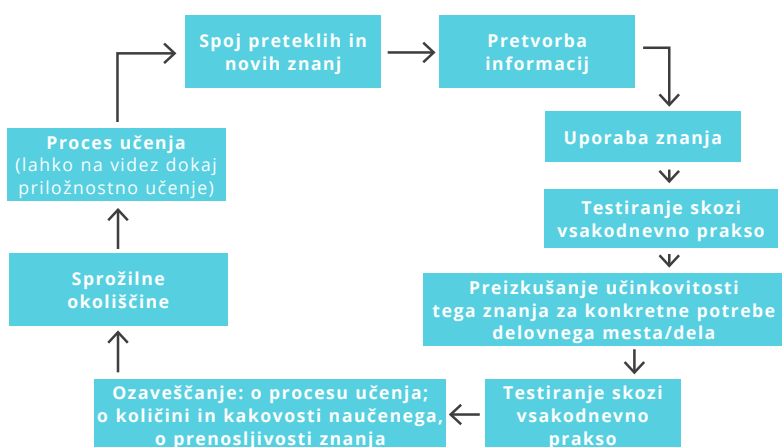 Spoj preteklih in
novih znanj
Pretvorba
informacij
Uporaba znanja
Testiranje skozi
vsakodnevno prakso
Preizkušanje učinkovitosti
tega znanja za konkretne potrebe
delovnega mesta/dela
Testiranje skozi
vsakodnevno
prakso
Ozaveščanje: o procesu učenja;
o količini in kakovosti naučenega,
o prenosljivosti znanja
Sprožilne
okoliščine
Proces učenja
(lahko na videz dokaj
priložnostno učenje)